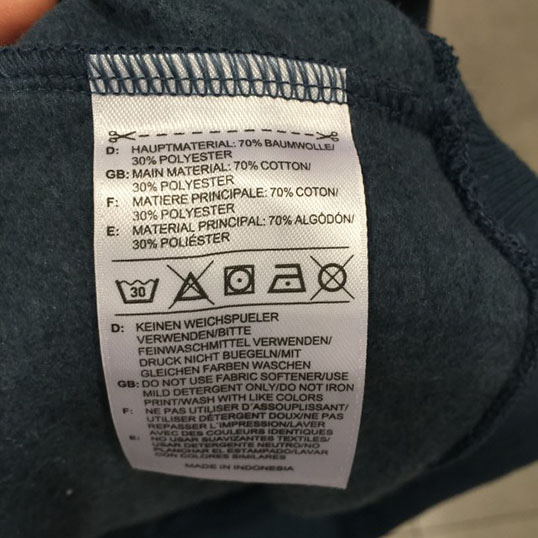 D: HAUPTMATERIAL: 70% BAUMWOLLE/
30% POLYESTER
GB: MAIN MATERIAL: 70% COTTON/
30% POLYESTER
F: MATIERE PRINCIPALE: 70% COTON/
30% POLYESTER
E: MATERIAL PRINCIPAL: 70% ALGODÓN/
30% POLIÉSTER
30
D: KEINEN WEICHSPUELER
VERWENDEN/BITTE
FEINWASCHMITTEL VERWENDEN/
DRUCK NICHT BUEGELN/MIT
GLEICHEN FARBEN WASCHEN
GB: DO NOT USE FABRIC SOFTENER/USE
MILD DETERGENT ONLY/DO NOT IRON
PRINT/WASH WITH LIKE COLORS
F: NE PAS UTILISER D'ASSOUPLISSANT/
UTILISER DÉTERGENT DOUX/NE PAS
REPASSER L'IMPRESSION/LAVER
AVEC DES COULEURS IDENTIQUES
E: NO USAR SUAVIZANTES TEXTILES/
USAR DETERGENTE NEUTRO/NO
PLANCHAR EL ESTAMPADO/LAVAR
CON COLORES SIMILARES
MADE IN INDONESIA